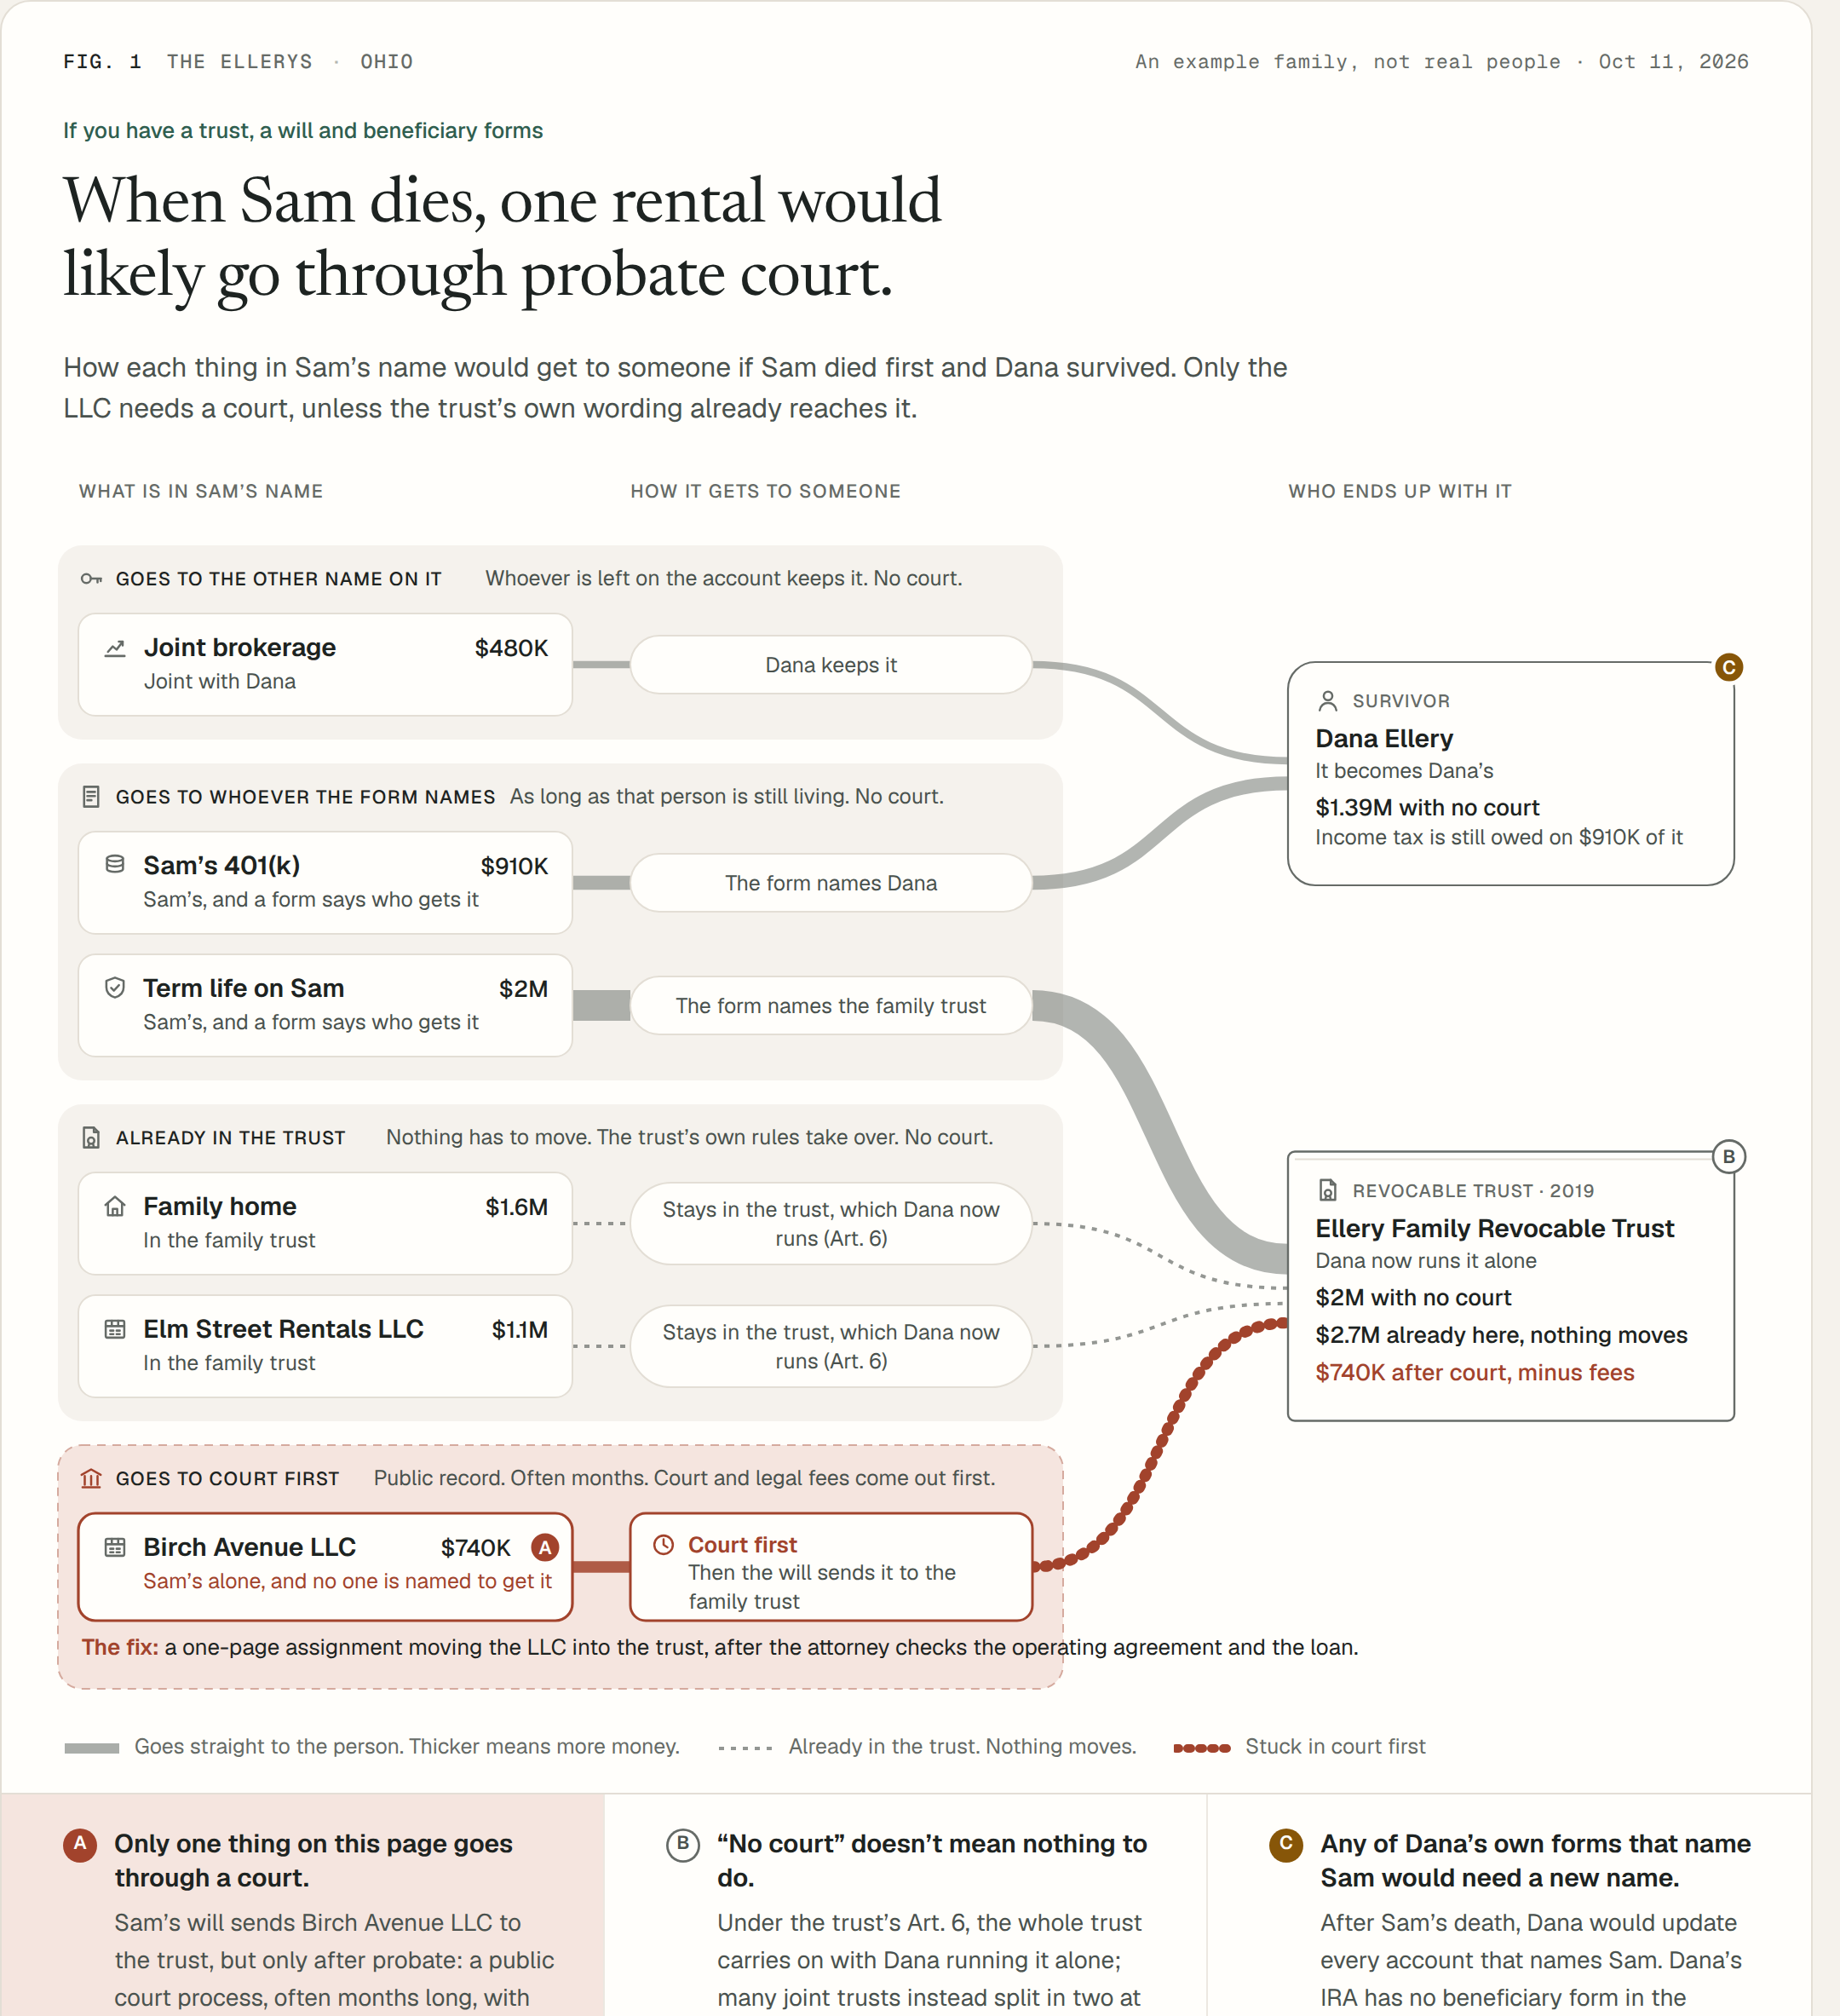 FIG. 1 THE ELLERYS · OHIO
An example family, not real people · Oct 11, 2026
If you have a trust, a will and beneficiary forms
When Sam dies, one rental would
likely go through probate court.
How each thing in Sam’s name would get to someone if Sam died first and Dana survived. Only the
LLC needs a court, unless the trust’s own wording already reaches it.
WHAT IS IN SAM’S NAME
HOW IT GETS TO SOMEONE
WHO ENDS UP WITH IT
GOES TO THE OTHER NAME ON IT Whoever is left on the account keeps it. No court.
Joint brokerage $480K
Joint with Dana
Dana keeps it
GOES TO WHOEVER THE FORM NAMES As long as that person is still living. No court.
Sam’s 401(k) $910K
Sam’s, and a form says who gets it
The form names Dana
Term life on Sam $2M
Sam’s, and a form says who gets it
The form names the family trust
ALREADY IN THE TRUST Nothing has to move. The trust’s own rules take over. No court.
Family home $1.6M
In the family trust
Stays in the trust, which Dana now
runs (Art. 6)
Elm Street Rentals LLC $1.1M
In the family trust
Stays in the trust, which Dana now
runs (Art. 6)
GOES TO COURT FIRST Public record. Often months. Court and legal fees come out first.
Birch Avenue LLC $740K A
Sam’s alone, and no one is named to get it
Court first
Then the will sends it to the
family trust
The fix: a one-page assignment moving the LLC into the trust, after the attorney checks the operating agreement and the loan.
C
SURVIVOR
Dana Ellery
It becomes Dana’s
$1.39M with no court
Income tax is still owed on $910K of it
B
REVOCABLE TRUST · 2019
Ellery Family Revocable Trust
Dana now runs it alone
$2M with no court
$2.7M already here, nothing moves
$740K after court, minus fees
Goes straight to the person. Thicker means more money.
Already in the trust. Nothing moves.
Stuck in court first
A Only one thing on this page goes
through a court.
Sam’s will sends Birch Avenue LLC to
the trust, but only after probate: a public
court process, often months long, with
B “No court” doesn’t mean nothing to
do.
Under the trust’s Art. 6, the whole trust
carries on with Dana running it alone;
many joint trusts instead split in two at
C Any of Dana’s own forms that name
Sam would need a new name.
After Sam’s death, Dana would update
every account that names Sam. Dana’s
IRA has no beneficiary form in the